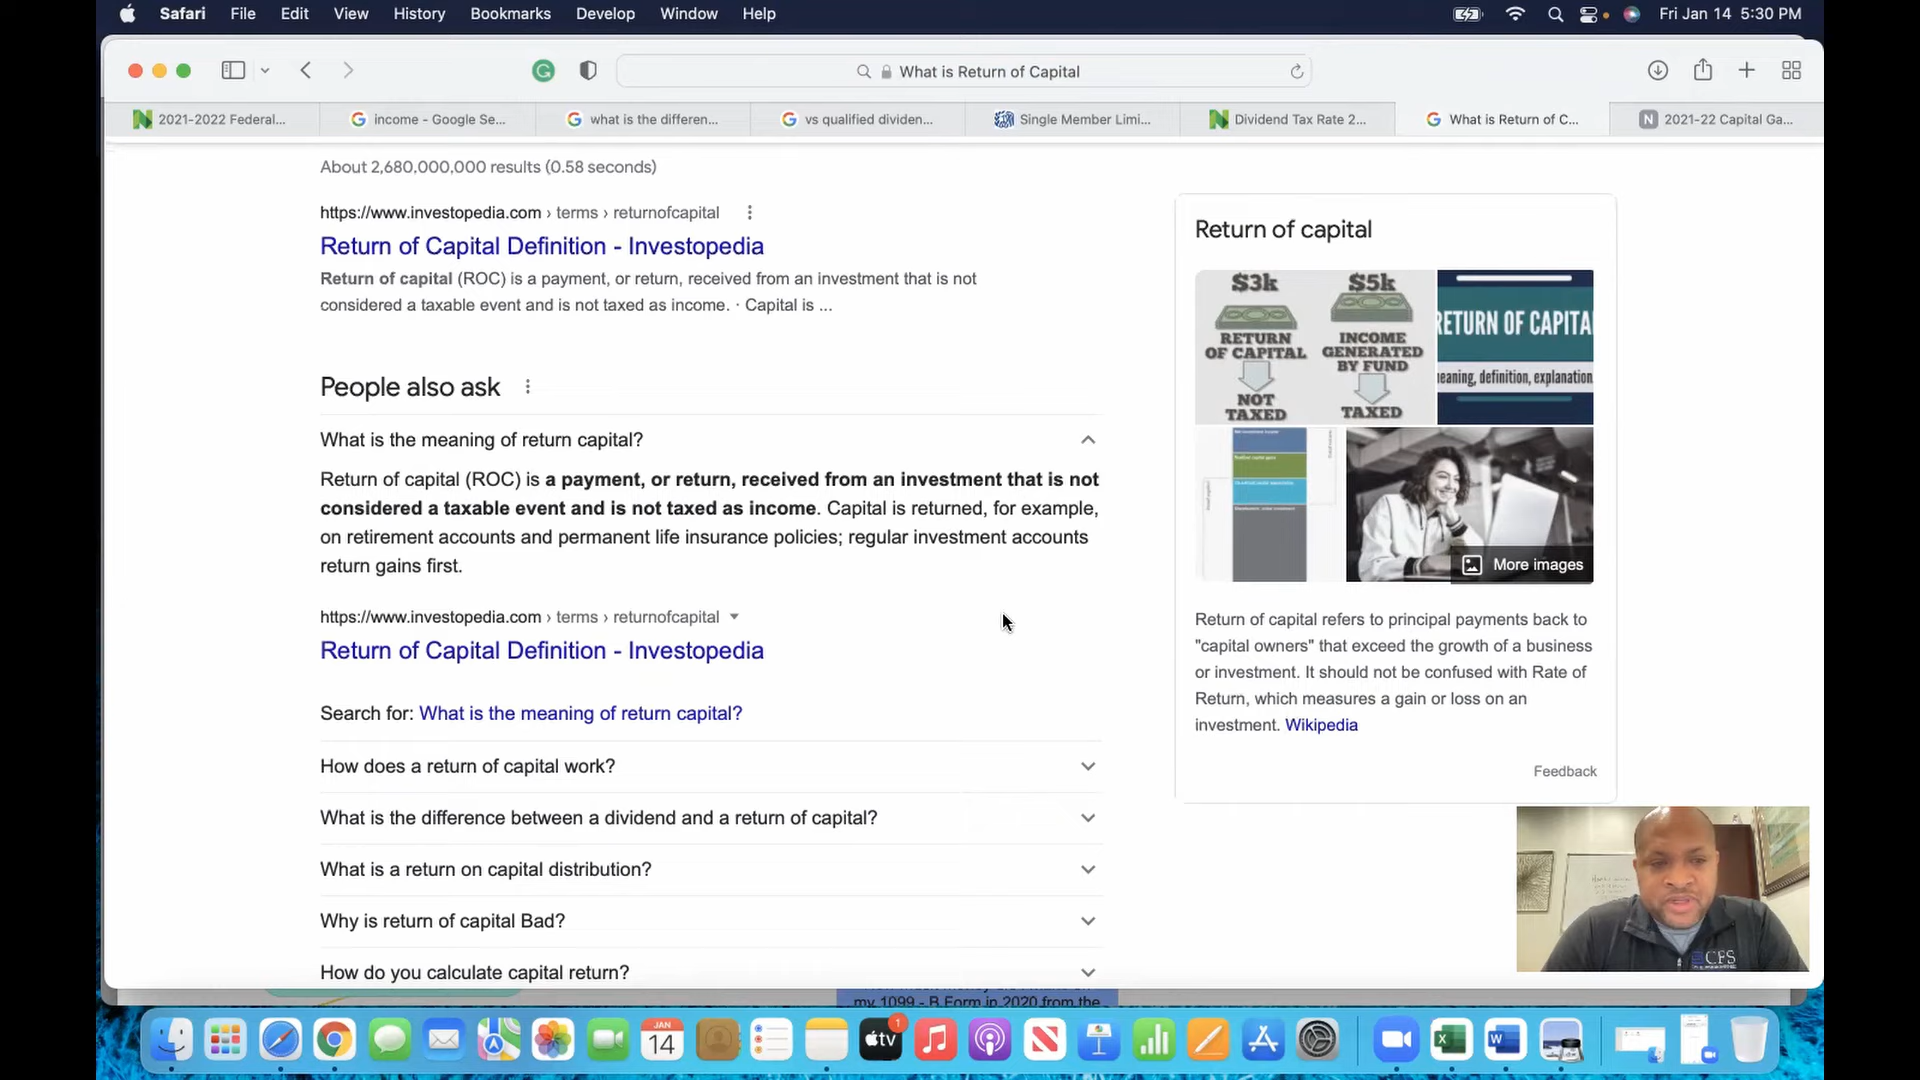 Safari File Edit View History Bookmarks Develop Window Help Fri Jan 14 5:30 PM
What is Return of Capital
2021-2022 Federal... income - Google Se... what is the differen... vs qualified dividen... Single Member Limi... Dividend Tax Rate 2... What is Return of C... 2021-22 Capital Ga...
About 2,680,000,000 results (0.58 seconds)
https://www.investopedia.com › terms › returnofcapital
Return of Capital Definition - Investopedia
Return of capital (ROC) is a payment, or return, received from an investment that is not
considered a taxable event and is not taxed as income. · Capital is ...
People also ask
What is the meaning of return capital?
Return of capital (ROC) is a payment, or return, received from an investment that is not
considered a taxable event and is not taxed as income. Capital is returned, for example,
on retirement accounts and permanent life insurance policies; regular investment accounts
return gains first.
https://www.investopedia.com › terms › returnofcapital
Return of Capital Definition - Investopedia
Search for: What is the meaning of return capital?
How does a return of capital work?
What is the difference between a dividend and a return of capital?
What is a return on capital distribution?
Why is return of capital Bad?
How do you calculate capital return?
Return of capital
$3k
RETURN
OF CAPITAL
NOT
TAXED
$5k
INCOME
GENERATED
BY FUND
TAXED
RETURN OF CAPITA
eaning, definition, explanation
More images
Return of capital refers to principal payments back to
"capital owners" that exceed the growth of a business
or investment. It should not be confused with Rate of
Return, which measures a gain or loss on an
investment. Wikipedia
Feedback
CFS
my 1099 - B Form in 2020 from the
JAN
14
tv
1